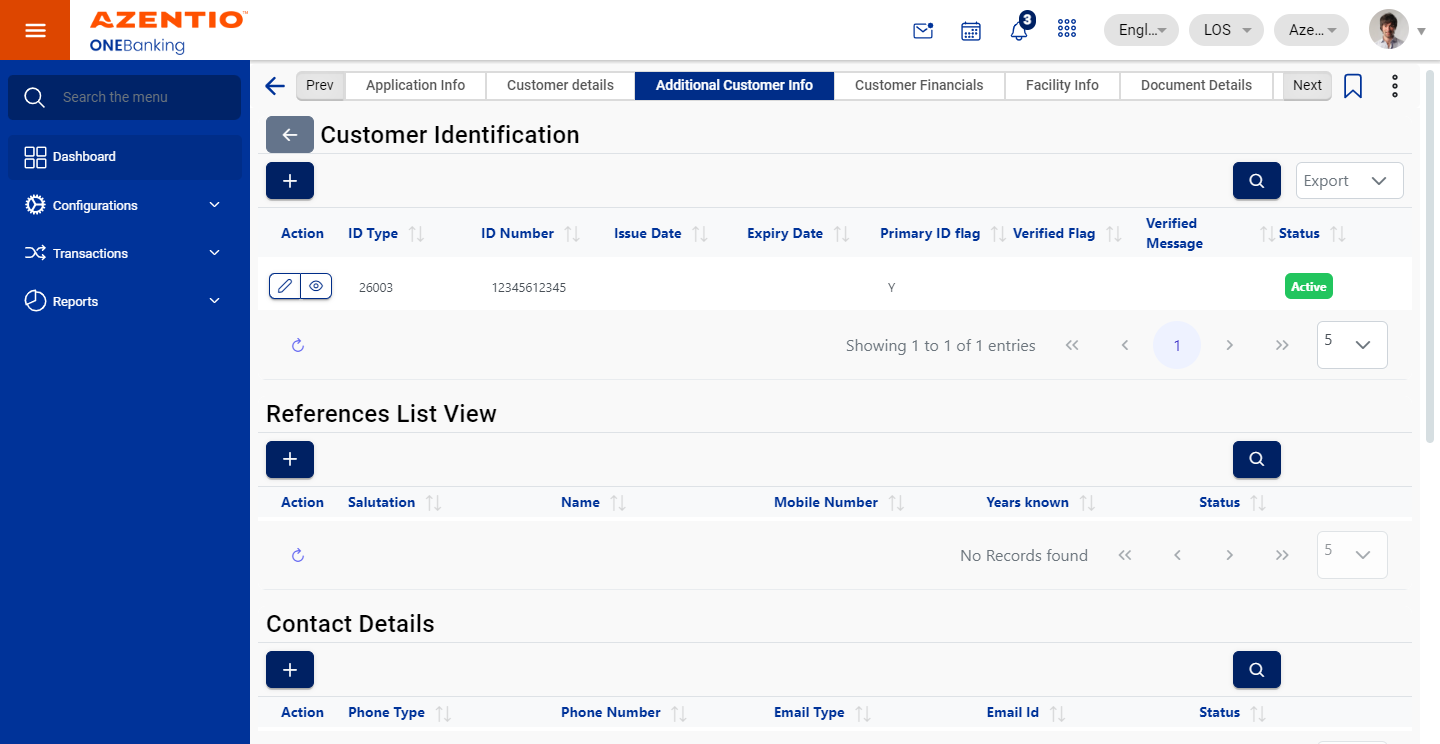 AZENTIO™
ONEBanking
3
Engl...
LOS
Aze...
Search the menu
Dashboard
Configurations
Transactions
Reports
Prev
Application Info
Customer details
Additional Customer Info
Customer Financials
Facility Info
Document Details
Next
Customer Identification
Export
Action ID Type ID Number Issue Date Expiry Date Primary ID flag Verified Flag Verified Message Status
26003 12345612345 Y Active
Showing 1 to 1 of 1 entries 1 5
References List View
Action Salutation Name Mobile Number Years known Status
No Records found 5
Contact Details
Action Phone Type Phone Number Email Type Email Id Status